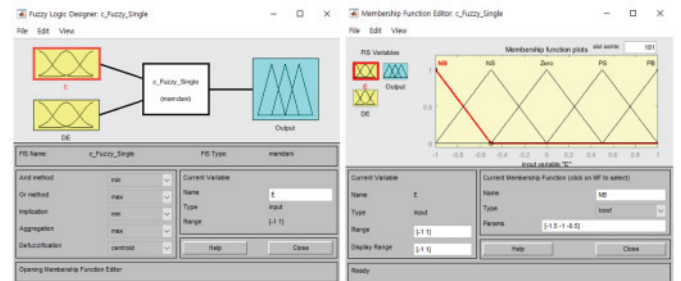 Fuzzy Logic Designer: c_Fuzzy_Single
File Edit View
E
DE
c_Fuzzy_Single
(mamdani)
Output
FIS Name: c_Fuzzy_Single FIS Type: mamdani
And method min
Or method max
Implication min
Aggregation max
Defuzzification centroid
Current Variable
Name E
Type input
Range [-1 1]
Help Close
Opening Membership Function Editor
Membership Function Editor: c_Fuzzy_Single
File Edit View
FIS Variables
E
Output
DE
Membership function plots plot points: 181
NB NS Zero PS PB
1
0.5
0
-1 -0.8 -0.6 -0.4 -0.2 0 0.2 0.4 0.6 0.8 1
input variable "E"
Current Variable
Name E
Type input
Range [-1 1]
Display Range [-1 1]
Current Membership Function (click on MF to select)
Name NB
Type trimf
Params [-1.5 -1 -0.5]
Help Close
Ready